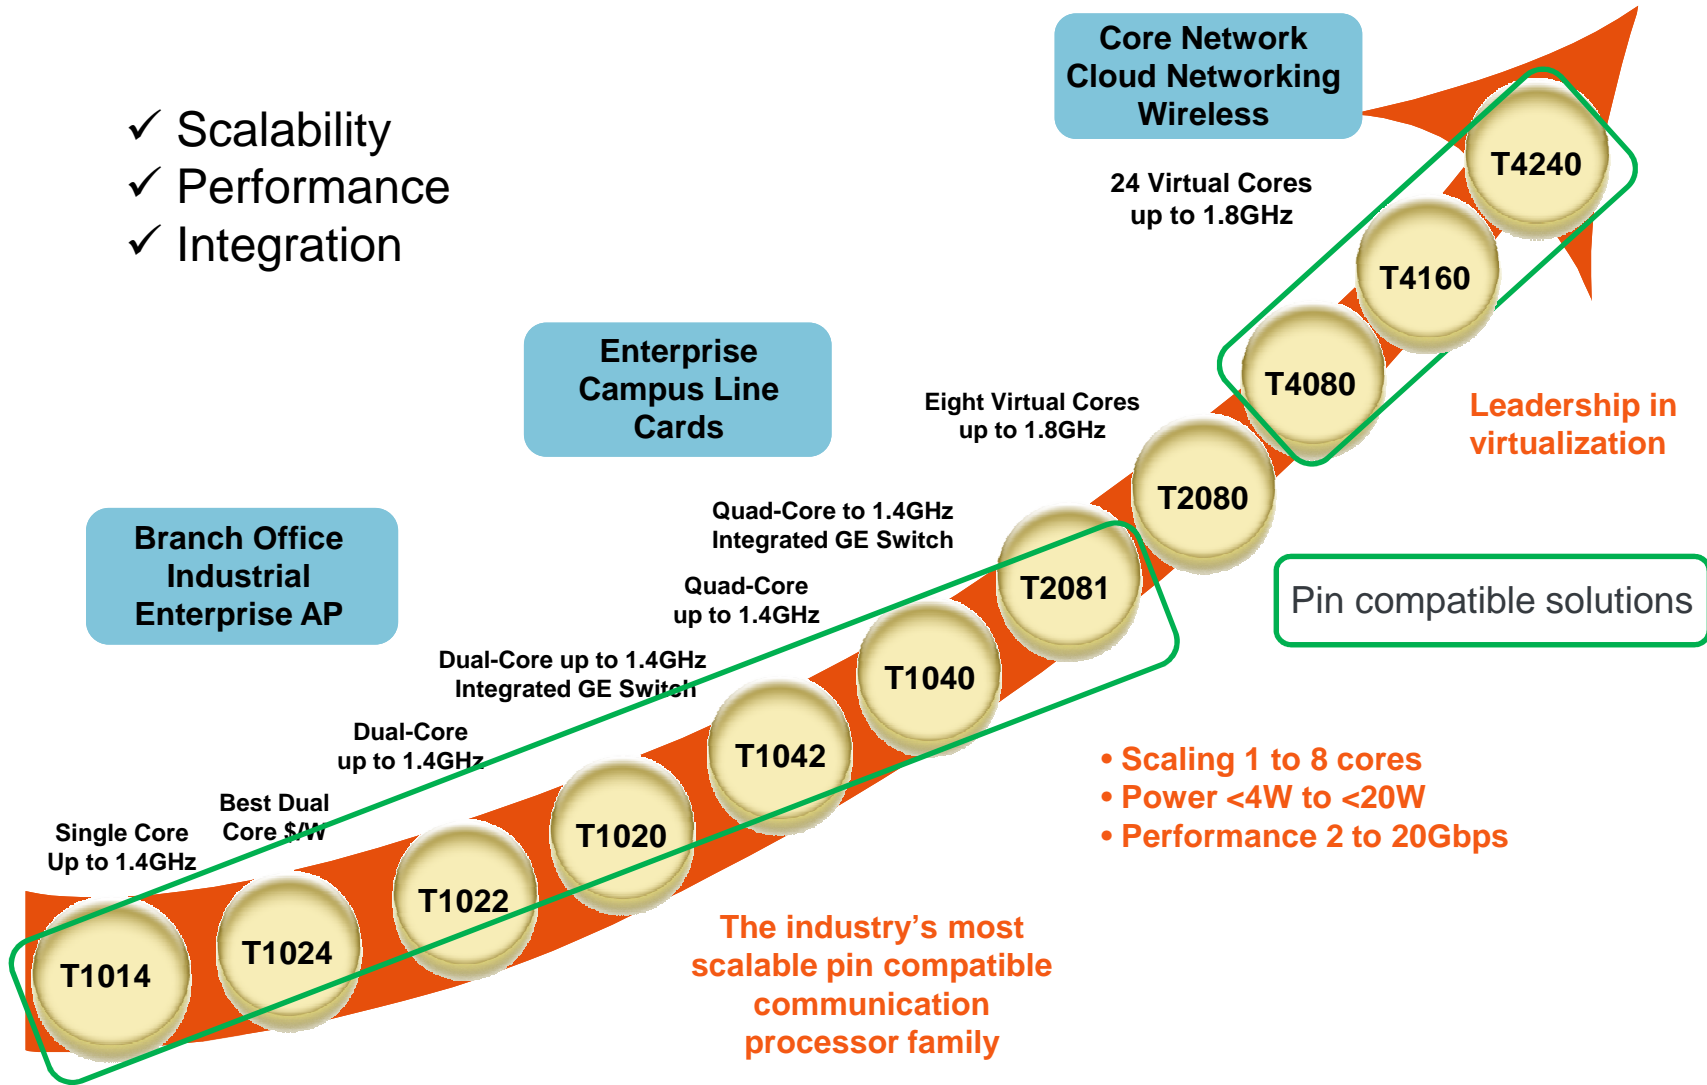 ✓ Scalability
✓ Performance
✓ Integration
Core Network
Cloud Networking
Wireless
24 Virtual Cores
up to 1.8GHz
T4240
T4160
T4080
Enterprise
Campus Line
Cards
Eight Virtual Cores
up to 1.8GHz
Leadership in
virtualization
T2080
Quad-Core to 1.4GHz
Integrated GE Switch
T2081
Branch Office
Industrial
Enterprise AP
Quad-Core
up to 1.4GHz
Pin compatible solutions
Dual-Core up to 1.4GHz
Integrated GE Switch
T1040
Dual-Core
up to 1.4GHz
T1042
• Scaling 1 to 8 cores
• Power <4W to <20W
• Performance 2 to 20Gbps
Best Dual
Core $/W
T1020
Single Core
Up to 1.4GHz
T1022
The industry’s most
scalable pin compatible
communication
processor family
T1024
T1014